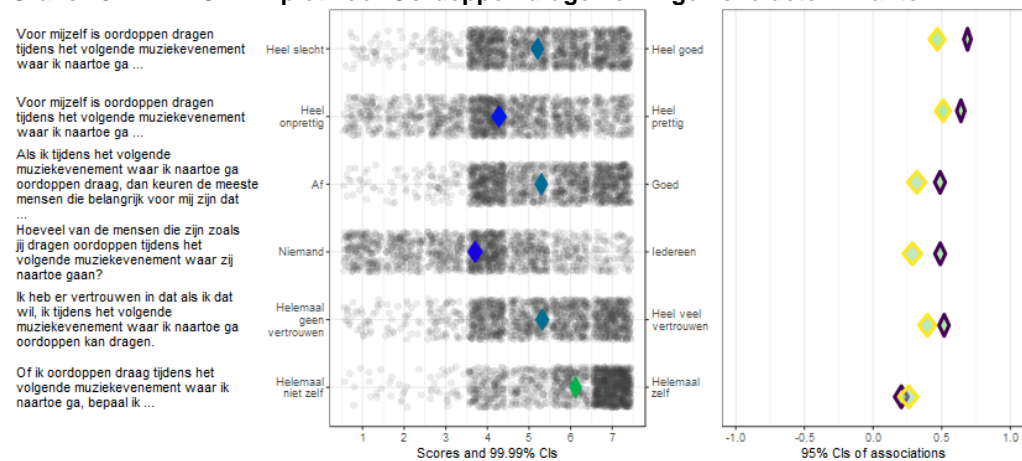 Voor mijzelf is oordoppen dragen
tijdens het volgende muziekevenement
waar ik naartoe ga ...
Heel slecht
Heel goed
Voor mijzelf is oordoppen dragen
tijdens het volgende muziekevenement
waar ik naartoe ga ...
Heel
onprettig
Heel
prettig
Als ik tijdens het volgende
muziekevenement waar ik naartoe ga
oordoppen draag, dan keuren de meeste
mensen die belangrijk voor mij zijn dat
...
Af
Goed
Hoeveel van de mensen die zijn zoals
jij dragen oordoppen tijdens het
volgende muziekevenement waar zij
naartoe gaan?
Niemand
Iedereen
Ik heb er vertrouwen in dat als ik dat
wil, ik tijdens het volgende
muziekevenement waar ik naartoe ga
oordoppen kan dragen.
Helemaal
geen
vertrouwen
Heel veel
vertrouwen
Of ik oordoppen draag tijdens het
volgende muziekevenement waar ik
naartoe ga, bepaal ik ...
Helemaal
niet zelf
Helemaal
zelf
1 2 3 4 5 6 7
Scores and 99.99% CIs
-1.0 -0.5 0.0 0.5 1.0
95% CIs of associations